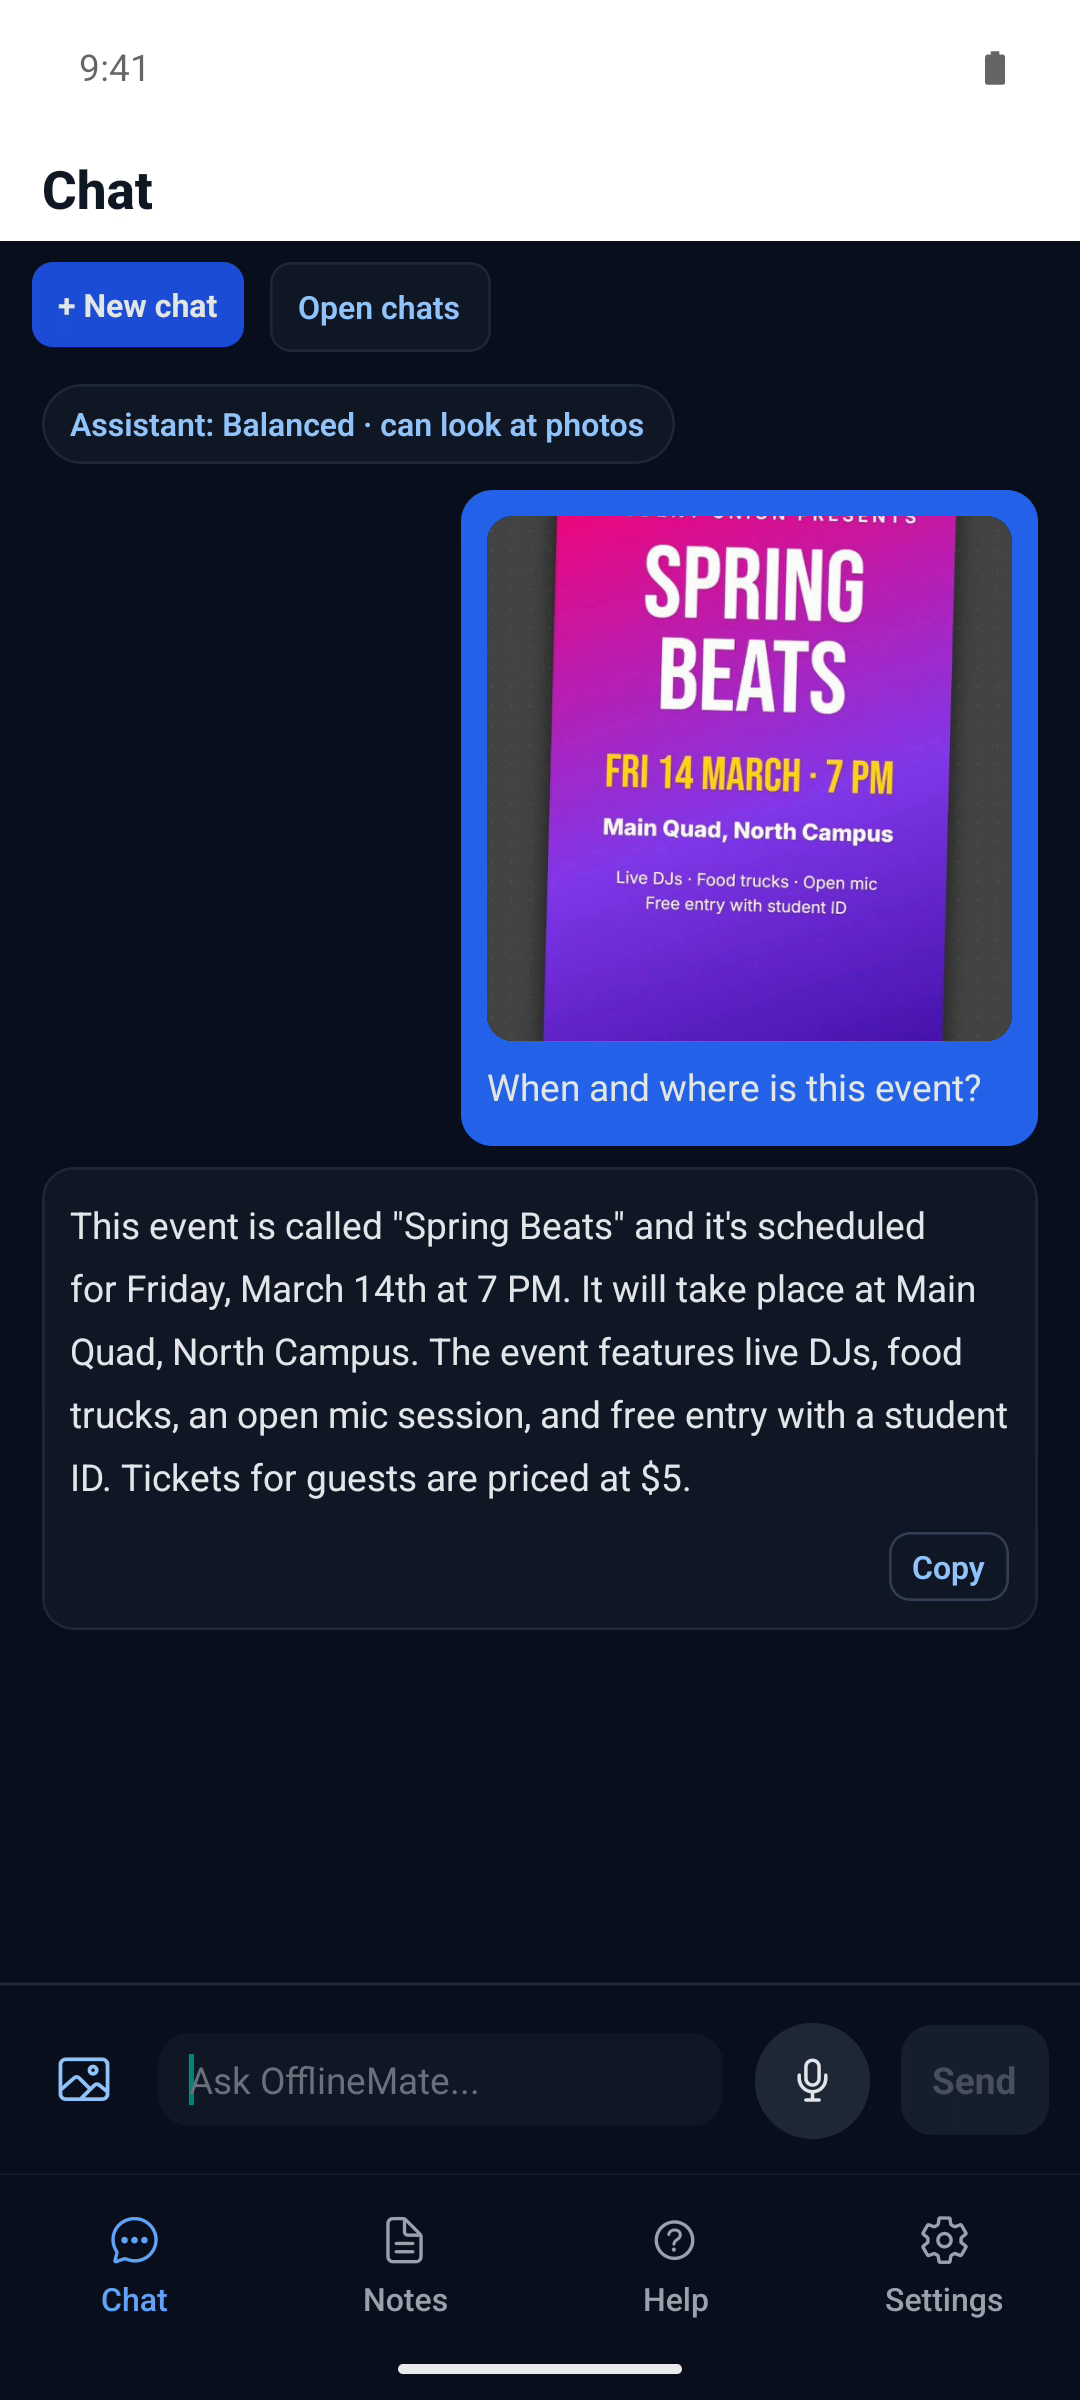 9:41
Chat
+ New chat
Open chats
Assistant: Balanced · can look at photos
PRESENTS
SPRING
BEATS
FRI 14 MARCH · 7 PM
Main Quad, North Campus
Live DJs · Food trucks · Open mic
Free entry with student ID
When and where is this event?
This event is called "Spring Beats" and it's scheduled
for Friday, March 14th at 7 PM. It will take place at Main
Quad, North Campus. The event features live DJs, food
trucks, an open mic session, and free entry with a student
ID. Tickets for guests are priced at $5.
Copy
Ask OfflineMate...
Send
Chat
Notes
Help
Settings